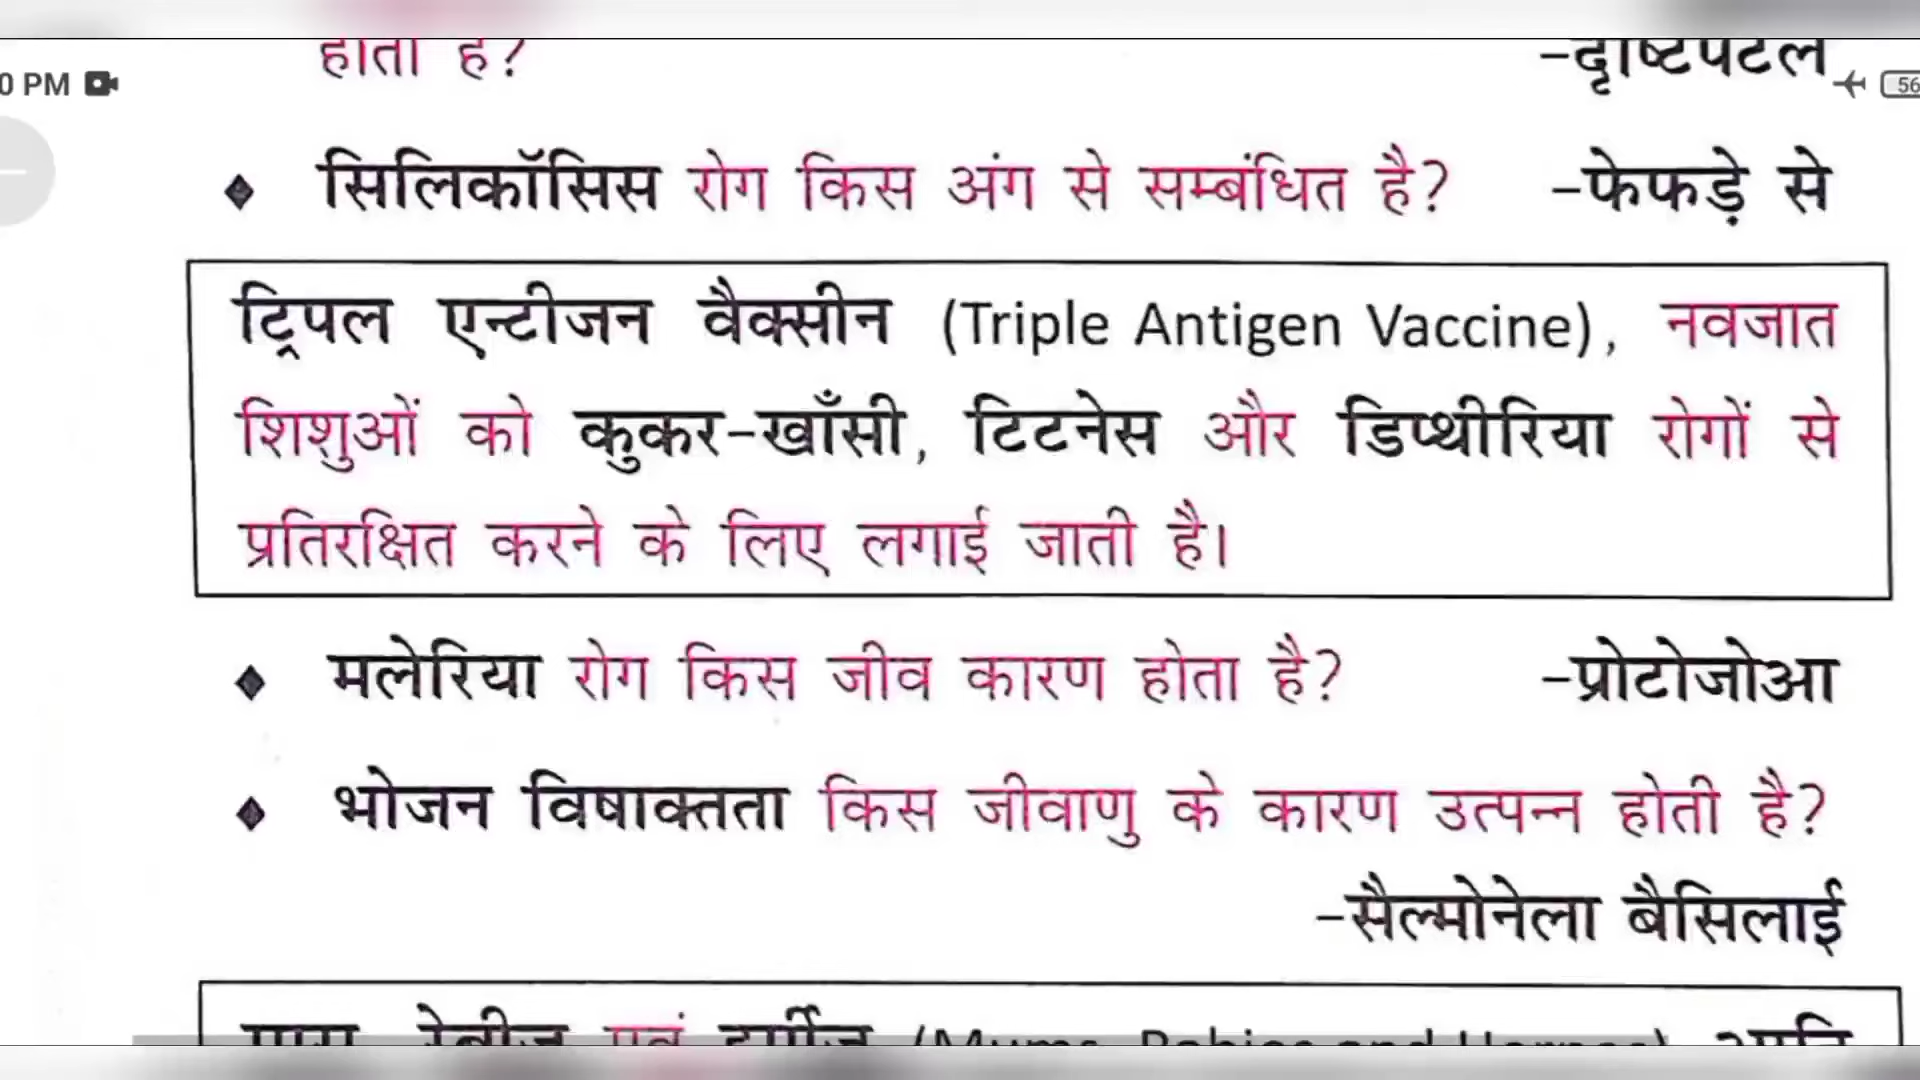 होता है?
-दृष्टिपटल
0 PM
56
सिलिकॉसिस रोग किस अंग से सम्बंधित है? -फेफड़े से
ट्रिपल एन्टीजन वैक्सीन (Triple Antigen Vaccine), नवजात
शिशुओं को कुकर-खाँसी, टिटनेस और डिप्थीरिया रोगों से
प्रतिरक्षित करने के लिए लगाई जाती है।
मलेरिया रोग किस जीव कारण होता है? -प्रोटोजोआ
भोजन विषाक्तता किस जीवाणु के कारण उत्पन्न होती है?
-सैल्मोनेला बैसिलाई